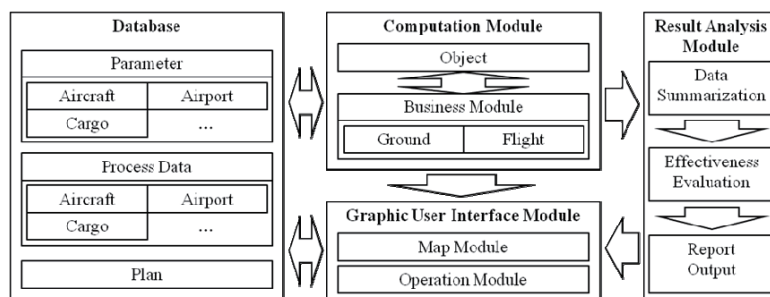 Database
Parameter
Aircraft Airport
Cargo ...
Process Data
Aircraft Airport
Cargo ...
Plan
Computation Module
Object
Business Module
Ground Flight
Graphic User Interface Module
Map Module
Operation Module
Result Analysis
Module
Data
Summarization
Effectiveness
Evaluation
Report
Output